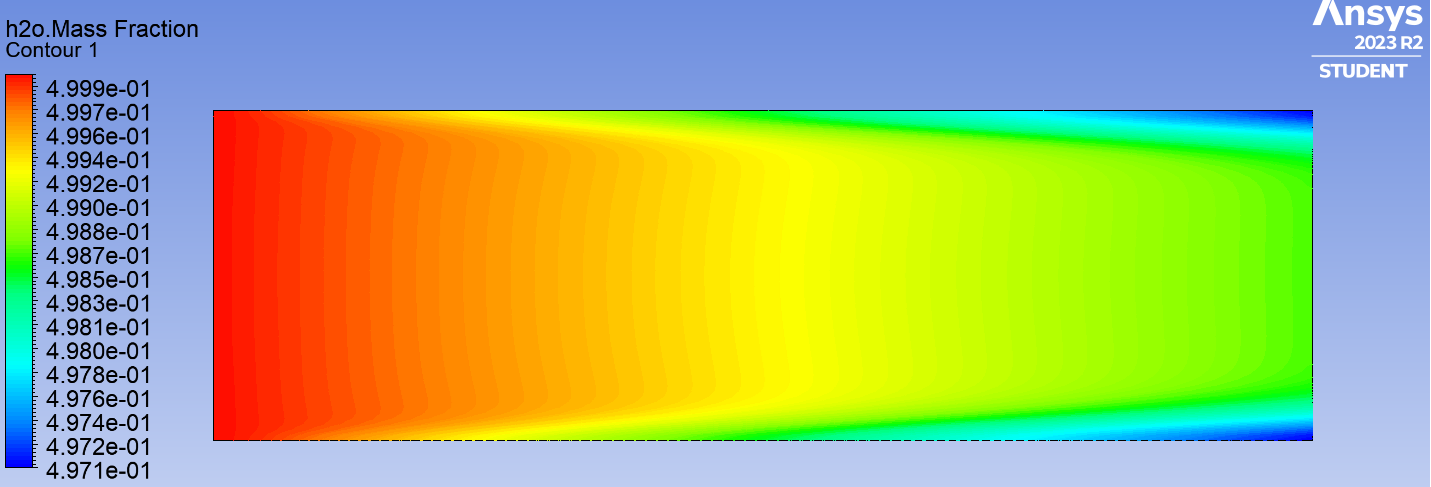 h2o.Mass Fraction
Contour 1
4.999e-01
4.997e-01
4.996e-01
4.994e-01
4.992e-01
4.990e-01
4.988e-01
4.987e-01
4.985e-01
4.983e-01
4.981e-01
4.980e-01
4.978e-01
4.976e-01
4.974e-01
4.972e-01
4.971e-01
Ansys
2023 R2
STUDENT